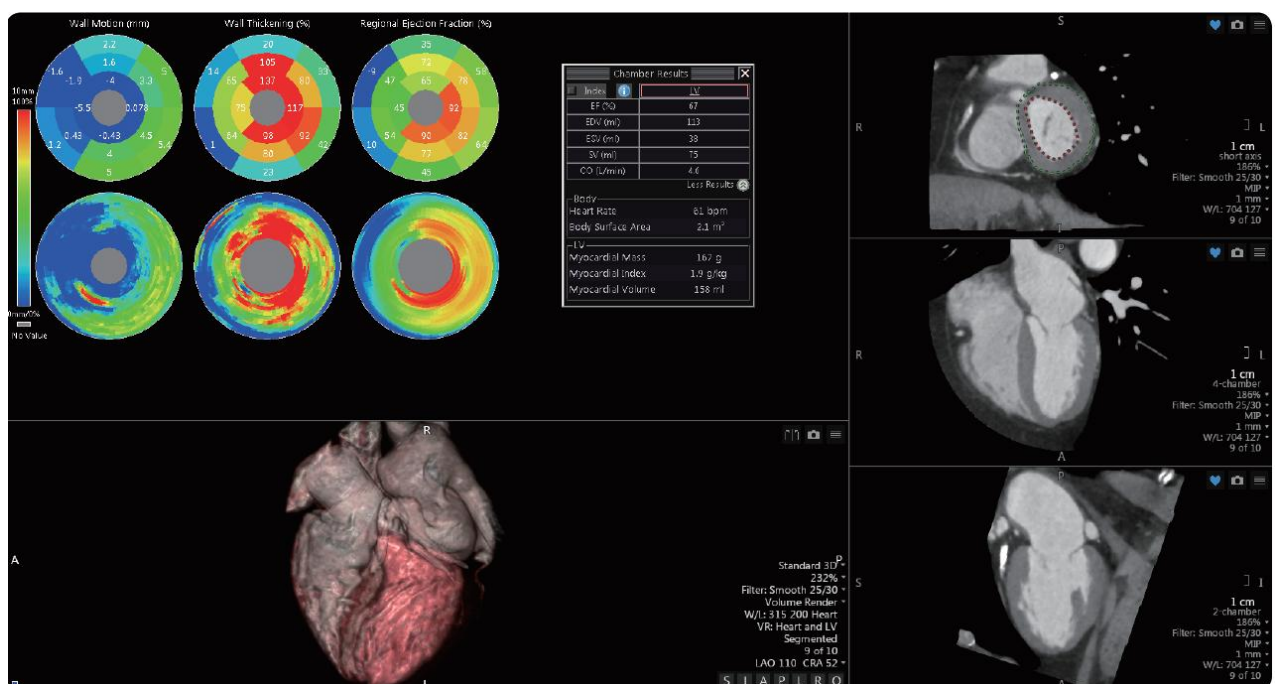 Wall Motion (mm)
2.2
1.6
-1.6
5
-1.9
-4
3.3
-5.5
0.078
0.43
-0.43
4.5
-1.2
5.4
4
5
Wall Thickening (%)
20
105
14
33
65
137
80
75
117
64
98
92
1
42
80
23
Regional Ejection Fraction (%)
35
72
-9
58
47
65
78
45
92
54
90
82
10
64
77
45
10mm
100%
0mm/0%
No Value
Chamber Results
Index
LV
EF (%) 67
EDV (ml) 113
ESV (ml) 38
SV (ml) 75
CO (L/min) 4.6
Less Results
Body
Heart Rate 61 bpm
Body Surface Area 2.1 m²
LV
Myocardial Mass 167 g
Myocardial Index 1.9 g/kg
Myocardial Volume 158 ml
S
R
L
I
1 cm
short axis
186%
Filter: Smooth 25/30
MIP
1 mm
W/L: 704 127
9 of 10
P
R
L
A
1 cm
4-chamber
186%
Filter: Smooth 25/30
MIP
1 mm
W/L: 704 127
9 of 10
P
S
I
A
1 cm
2-chamber
186%
Filter: Smooth 25/30
MIP
1 mm
W/L: 704 127
9 of 10
R
A
P
Standard 3D
232%
Filter: Smooth 25/30
Volume Render
W/L: 315 200 Heart
VR: Heart and LV
Segmented
9 of 10
LAO 110 CRA 52
S I A P L R O